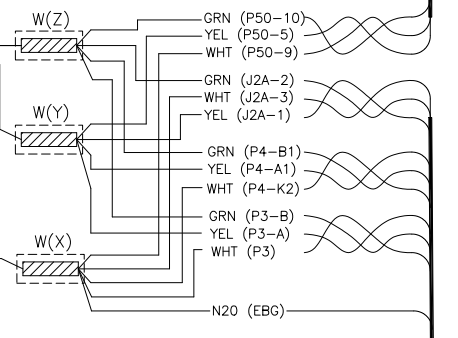 W(Z)
GRN (P50-10)
YEL (P50-5)
WHT (P50-9)
GRN (J2A-2)
WHT (J2A-3)
YEL (J2A-1)
W(Y)
GRN (P4-B1)
YEL (P4-A1)
WHT (P4-K2)
GRN (P3-B)
YEL (P3-A)
WHT (P3)
W(X)
N20 (EBG)